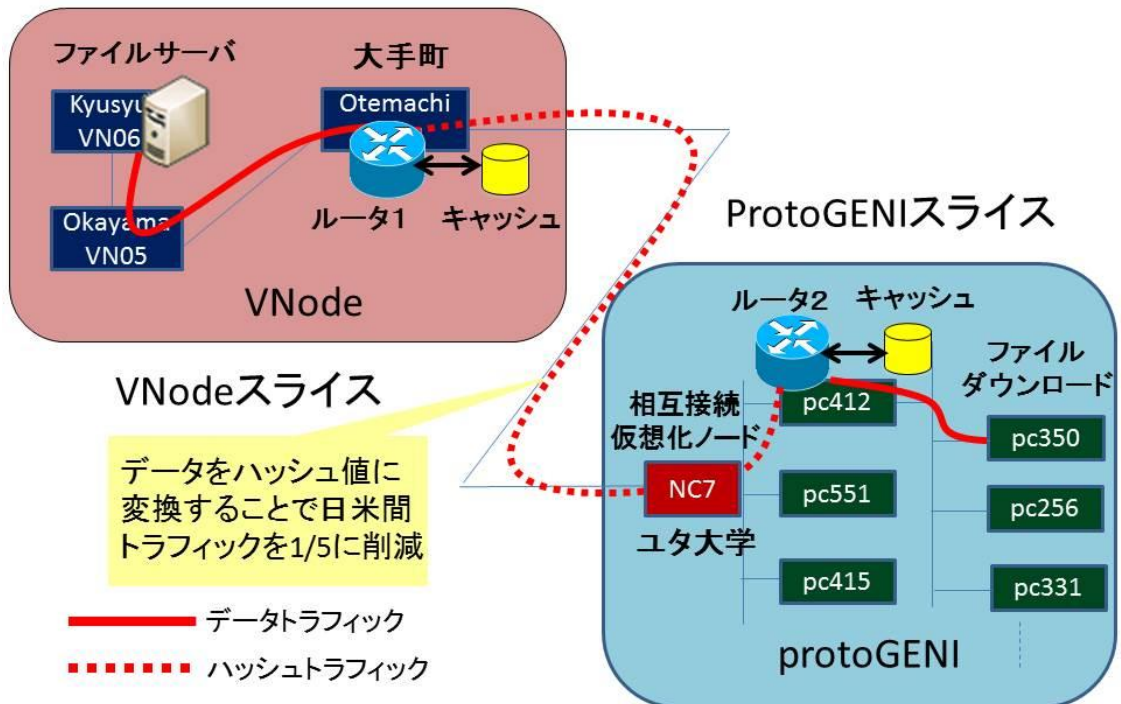 ファイルサーバ
大手町
Kyusyu
VN06
Otemachi
ルータ1
キャッシュ
Okayama
VN05
VNode
ProtoGENIスライス
ルータ2
キャッシュ
ファイル
ダウンロード
VNodeスライス
相互接続
仮想化ノード
pc412
pc350
データをハッシュ値に
変換することで日米間
トラフィックを1/5に削減
NC7
ユタ大学
pc551
pc256
pc415
pc331
protoGENI
データトラフィック
ハッシュトラフィック